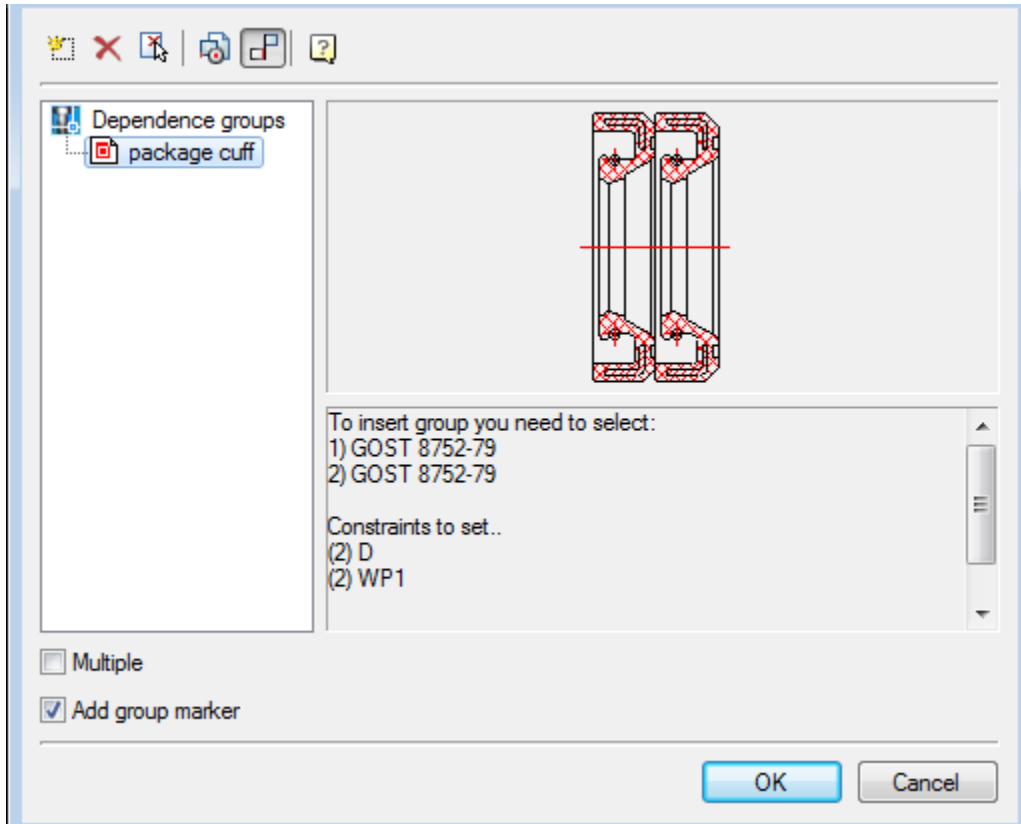 Dependence groups
package cuff
To insert group you need to select:
1) GOST 8752-79
2) GOST 8752-79
Constraints to set..
(2) D
(2) WP1
Multiple
Add group marker
OK
Cancel